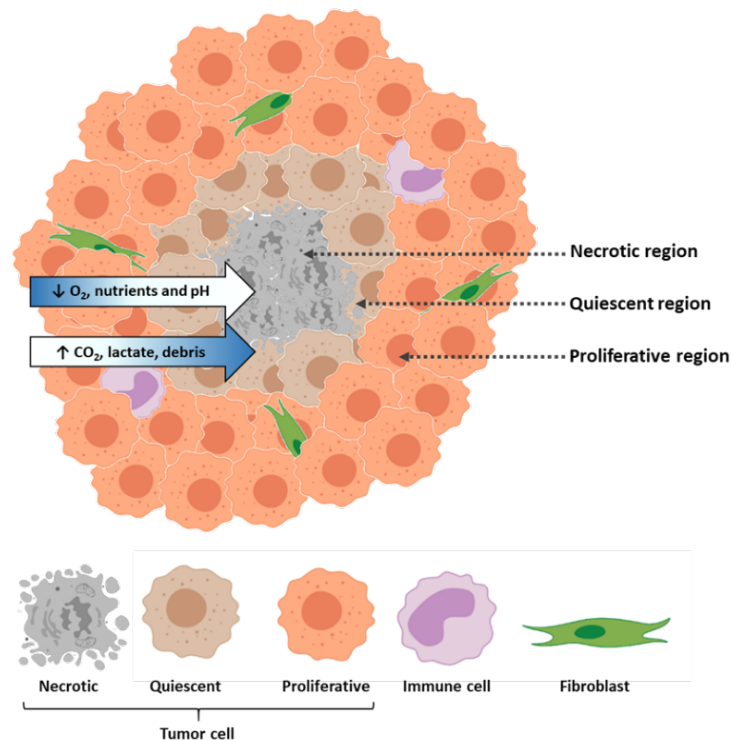 ↓ O₂, nutrients and pH
↑ CO₂, lactate, debris
Necrotic region
Quiescent region
Proliferative region
Necrotic
Quiescent
Proliferative
Immune cell
Fibroblast
Tumor cell